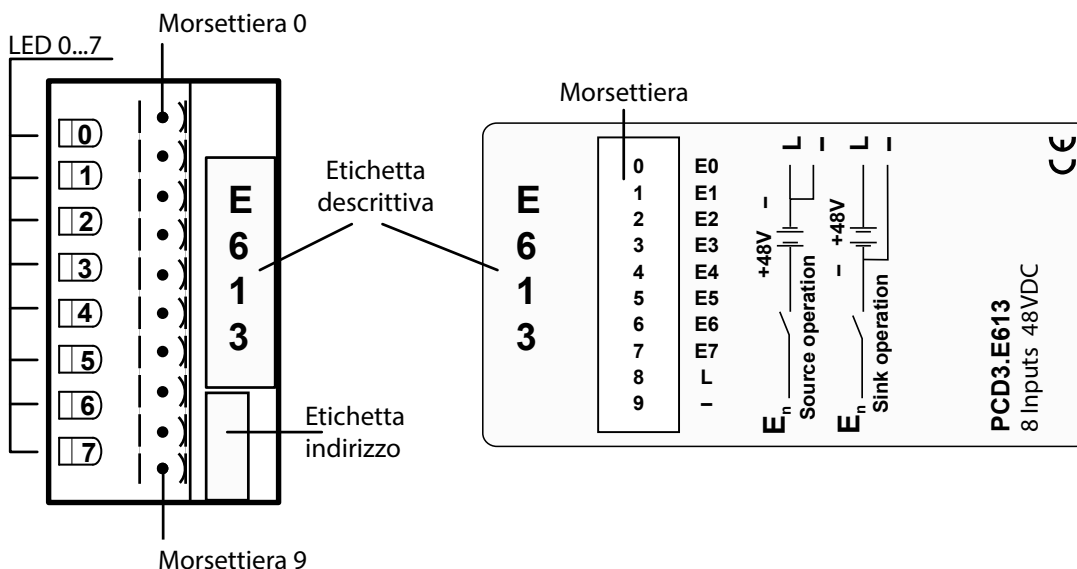 Morsettiera 0
LED 0...7
0
1
2
3
4
5
6
7
E
6
1
3
Etichetta
descrittiva
Etichetta
indirizzo
Morsettiera 9
Morsettiera
E
6
1
3
0 E0
1 E1
2 E2
3 E3
4 E4
5 E5
6 E6
7 E7
8 L
9 –
L –
+48V –
En
Source operation
L –
– +48V
En
Sink operation
PCD3.E613
8 Inputs 48VDC
CE